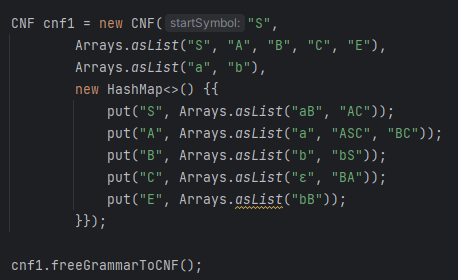 CNF cnf1 = new CNF( startSymbol: "S",
        Arrays.asList("S", "A", "B", "C", "E"),
        Arrays.asList("a", "b"),
        new HashMap<>() {{
            put("S", Arrays.asList("aB", "AC"));
            put("A", Arrays.asList("a", "ASC", "BC"));
            put("B", Arrays.asList("b", "bS"));
            put("C", Arrays.asList("ε", "BA"));
            put("E", Arrays.asList("bB"));
        }});
cnf1.freeGrammarToCNF();